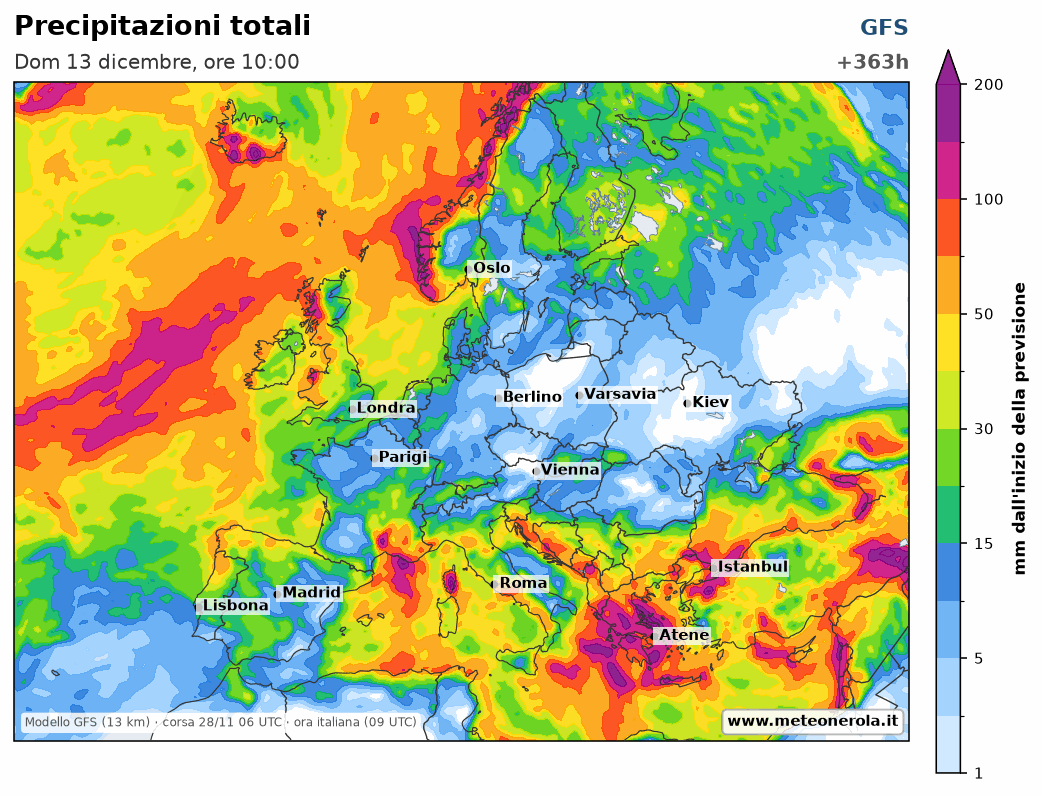 Precipitazioni totali
GFS
Dom 13 dicembre, ore 10:00
+363h
200
100
50
30
15
5
1
mm dall'inizio della previsione
Oslo
Berlino
Varsavia
Kiev
Londra
Parigi
Vienna
Istanbul
Roma
Madrid
Lisbona
Atene
Modello GFS (13 km) · corsa 28/11 06 UTC · ora italiana (09 UTC)
www.meteonerola.it